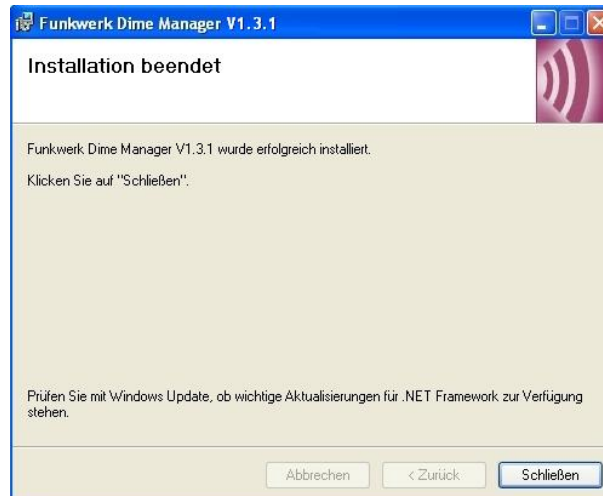 Funkwerk Dime Manager V1.3.1
Installation beendet
Funkwerk Dime Manager V1.3.1 wurde erfolgreich installiert.
Klicken Sie auf "Schließen".
Prüfen Sie mit Windows Update, ob wichtige Aktualisierungen für .NET Framework zur Verfügung
stehen.
Abbrechen
< Zurück
Schließen